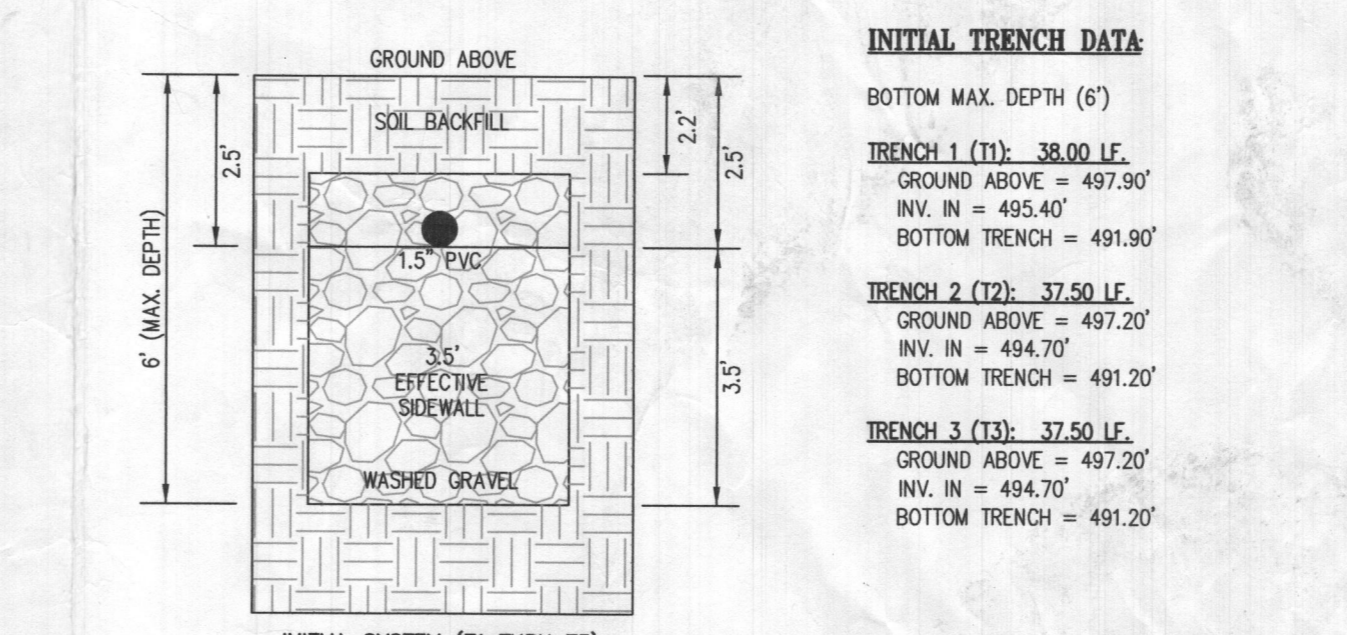 GROUND ABOVE
SOIL BACKFILL
2.5'
2.2'
2.5'
6' (MAX. DEPTH)
1.5" PVC
3.5'
EFFECTIVE
SIDEWALL
3.5'
WASHED GRAVEL
INITIAL TRENCH DATA:
BOTTOM MAX. DEPTH (6')
TRENCH 1 (T1): 38.00 LF.
GROUND ABOVE = 497.90'
INV. IN = 495.40'
BOTTOM TRENCH = 491.90'
TRENCH 2 (T2): 37.50 LF.
GROUND ABOVE = 497.20'
INV. IN = 494.70'
BOTTOM TRENCH = 491.20'
TRENCH 3 (T3): 37.50 LF.
GROUND ABOVE = 497.20'
INV. IN = 494.70'
BOTTOM TRENCH = 491.20'